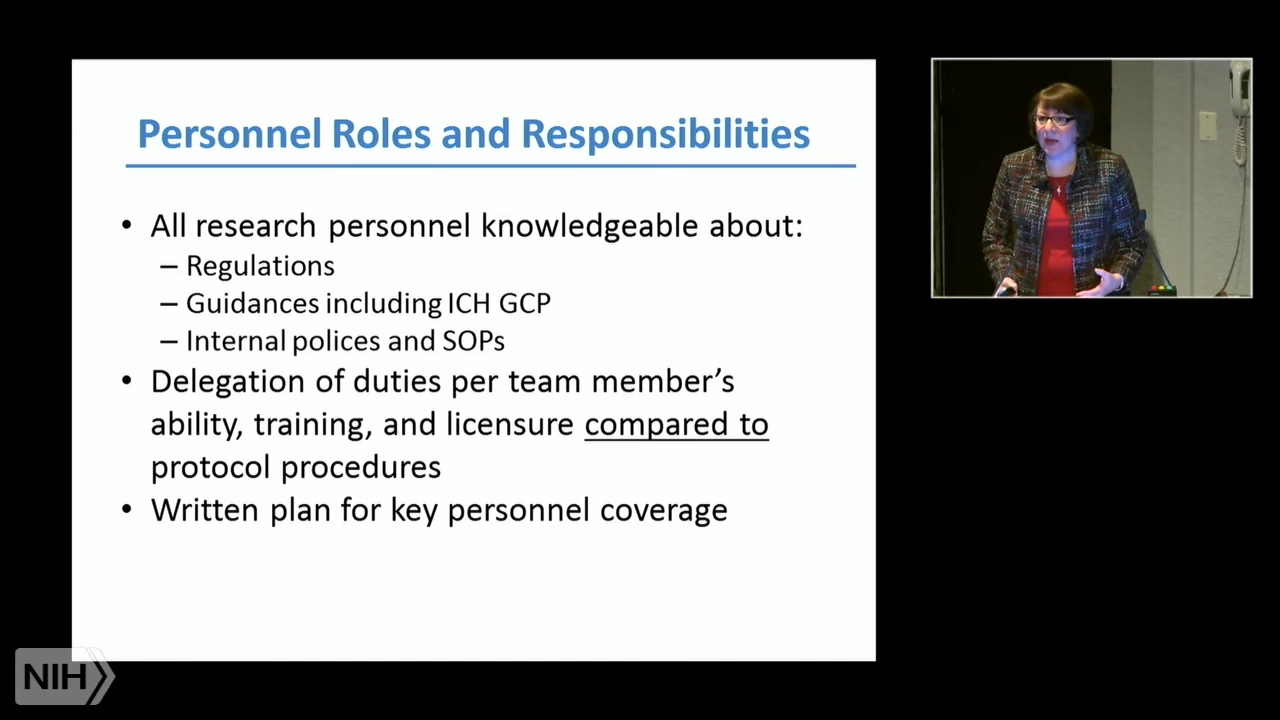 Personnel Roles and Responsibilities
• All research personnel knowledgeable about:
– Regulations
– Guidances including ICH GCP
– Internal polices and SOPs
• Delegation of duties per team member’s
ability, training, and licensure compared to
protocol procedures
• Written plan for key personnel coverage
NIH